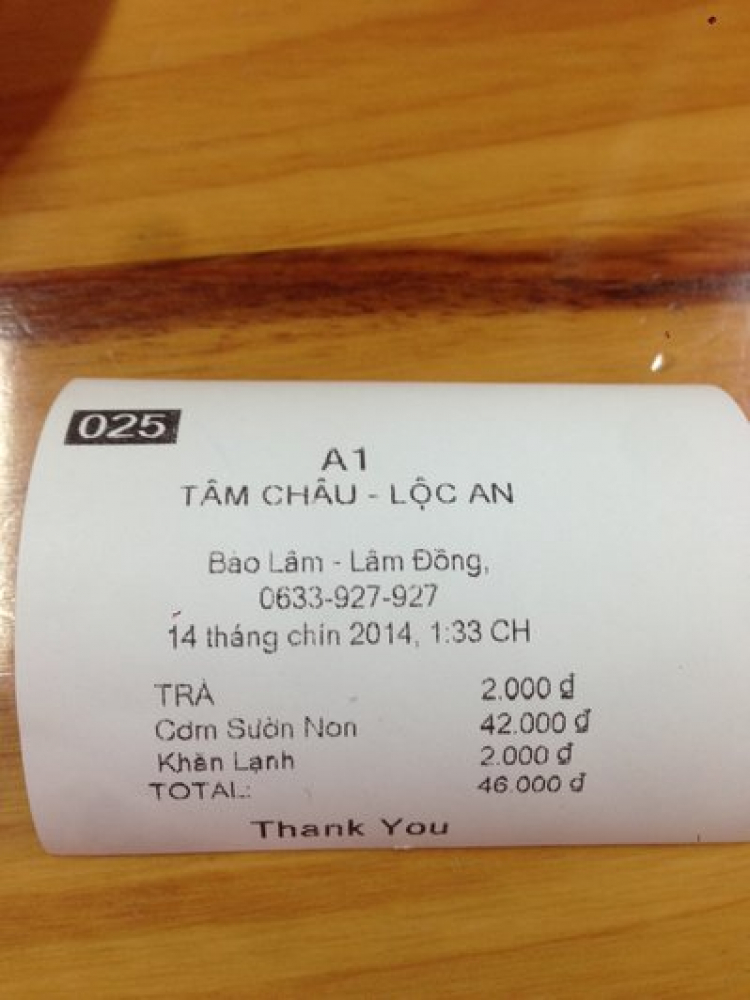 025
A1
TÂM CHÂU - LỘC AN
Bảo Lâm - Lâm Đồng,
0633-927-927
14 tháng chín 2014, 1:33 CH
TRÀ 2.000 ₫
Cơm Sườn Non 42.000 ₫
Khăn Lạnh 2.000 ₫
TOTAL: 46.000 ₫
Thank You